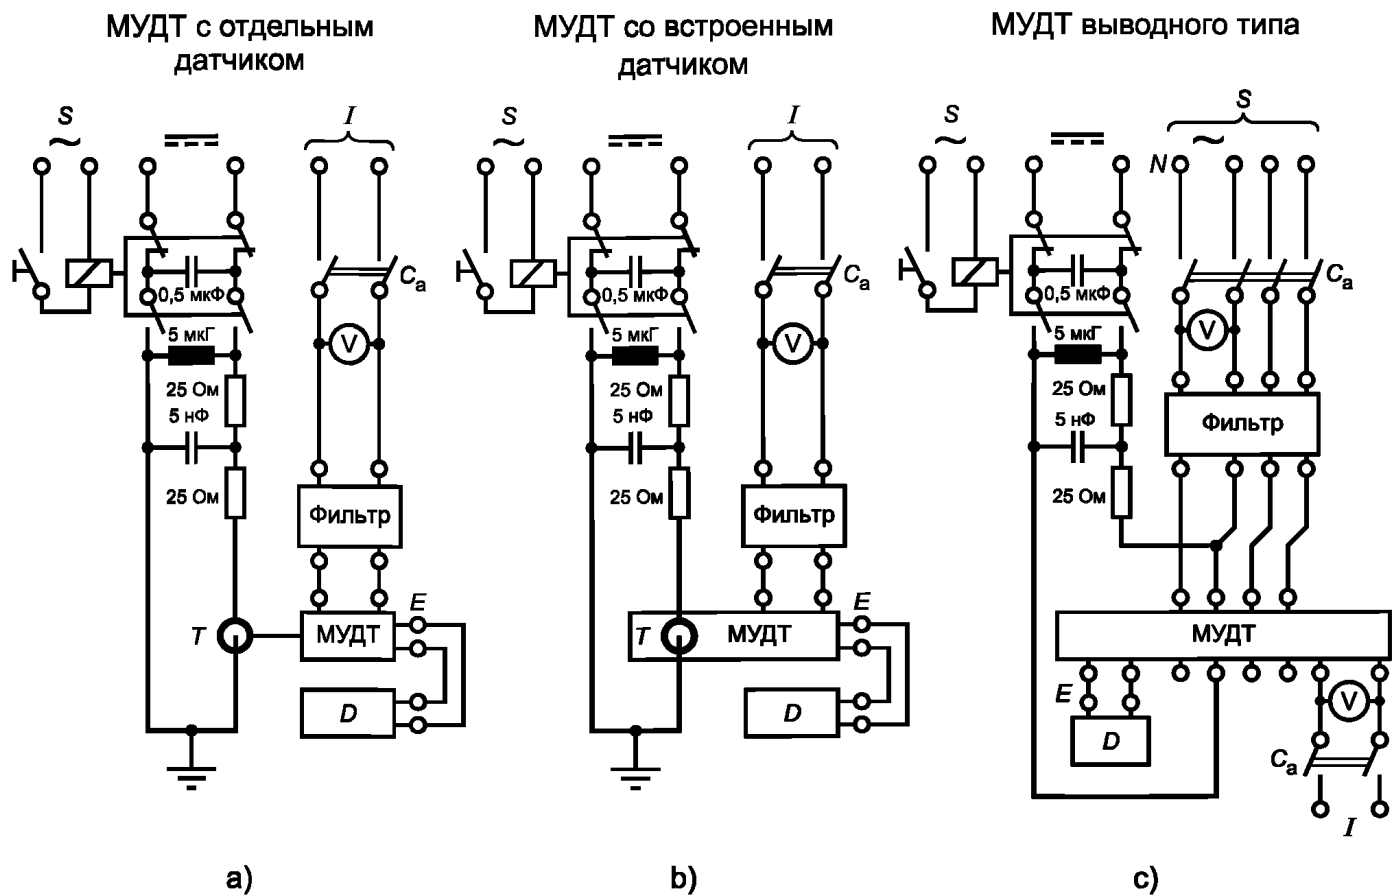 МУДТ с отдельным
датчиком
S
~
I
Ca
0,5 мкФ
5 мкГ
V
25 Ом
5 нФ
25 Ом
Фильтр
T
МУДТ
E
D
a)
МУДТ со встроенным
датчиком
S
~
I
Ca
0,5 мкФ
5 мкГ
V
25 Ом
5 нФ
25 Ом
Фильтр
T
МУДТ
E
D
b)
МУДТ выводного типа
S
~
S
~
N
Ca
0,5 мкФ
5 мкГ
V
25 Ом
5 нФ
Фильтр
25 Ом
МУДТ
E
V
D
Ca
I
c)